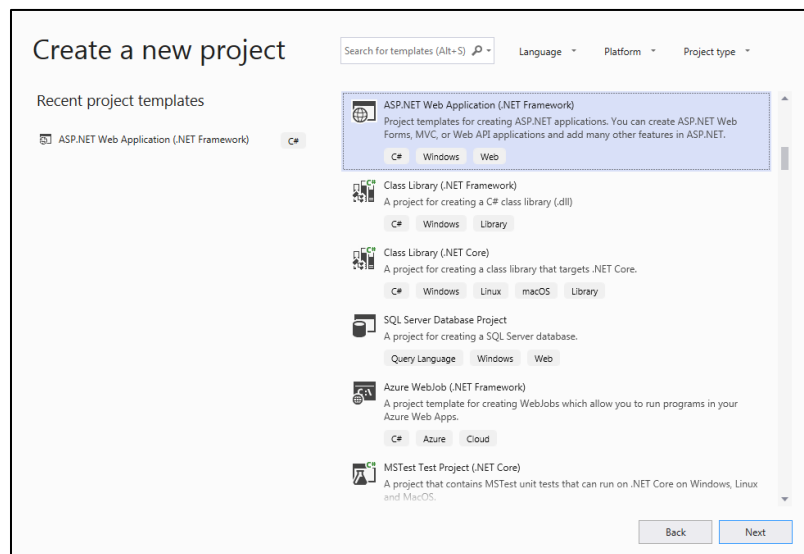 Create a new project
Search for templates (Alt+S)
Language
Platform
Project type
Recent project templates
ASP.NET Web Application (.NET Framework)
C#
ASP.NET Web Application (.NET Framework)
Project templates for creating ASP.NET applications. You can create ASP.NET Web
Forms, MVC, or Web API applications and add many other features in ASP.NET.
C# Windows Web
Class Library (.NET Framework)
A project for creating a C# class library (.dll)
C# Windows Library
Class Library (.NET Core)
A project for creating a class library that targets .NET Core.
C# Windows Linux macOS Library
SQL Server Database Project
A project for creating a SQL Server database.
Query Language Windows Web
Azure WebJob (.NET Framework)
A project template for creating WebJobs which allow you to run programs in your
Azure Web Apps.
C# Azure Cloud
MSTest Test Project (.NET Core)
A project that contains MSTest unit tests that can run on .NET Core on Windows, Linux
and MacOS.
Back
Next